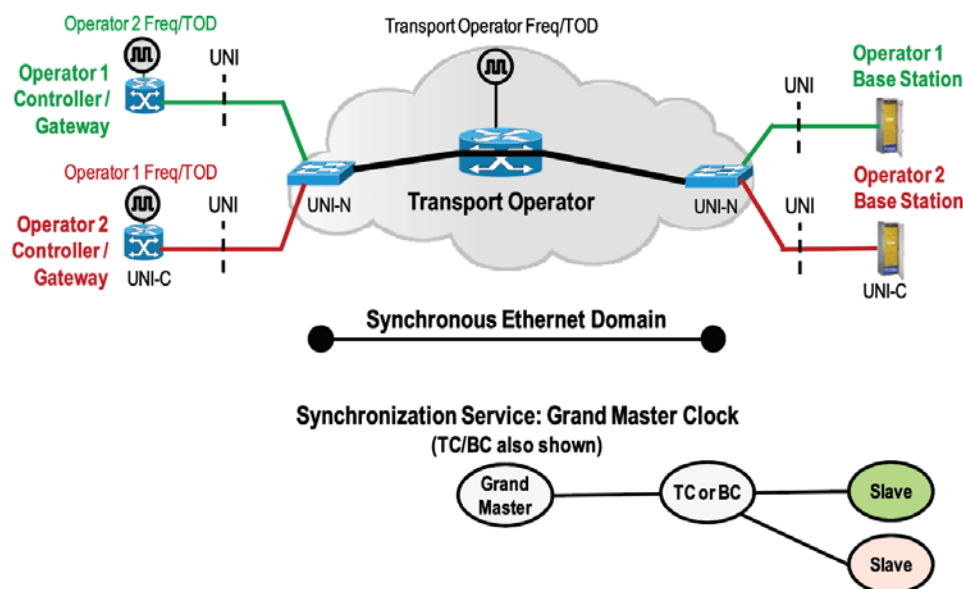 Operator 2 Freq/TOD
Transport Operator Freq/TOD
UNI
Operator 1
Controller /
Gateway
UNI
Operator 1
Base Station
Operator 1 Freq/TOD
UNI
UNI-N
Transport Operator
UNI-N
UNI
Operator 2
Base Station
Operator 2
Controller /
Gateway
UNI-C
UNI-C
Synchronous Ethernet Domain
Synchronization Service: Grand Master Clock
(TC/BC also shown)
Grand
Master
TC or BC
Slave
Slave